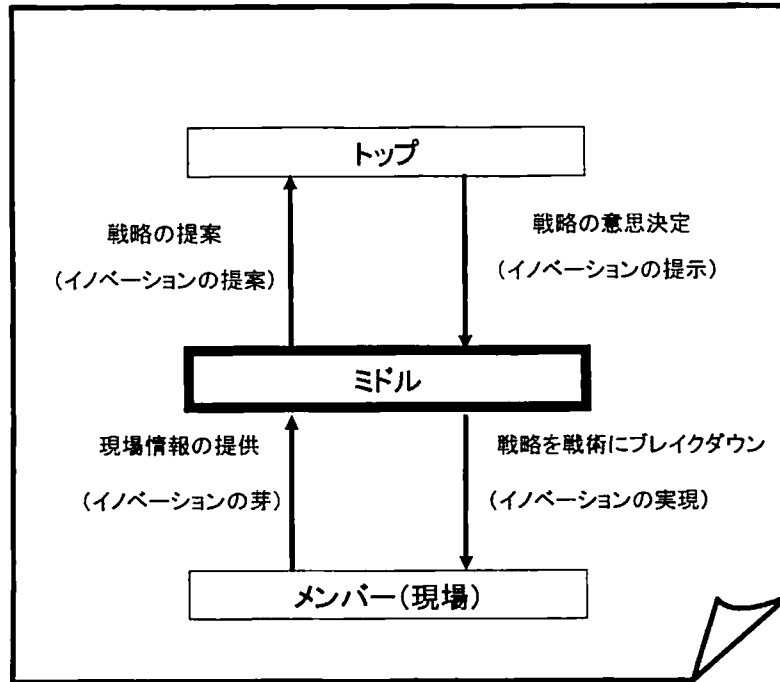 トップ
戦略の提案
(イノベーションの提案)
戦略の意思決定
(イノベーションの提示)
ミドル
現場情報の提供
(イノベーションの芽)
戦略を戦術にブレイクダウン
(イノベーションの実現)
メンバー(現場)